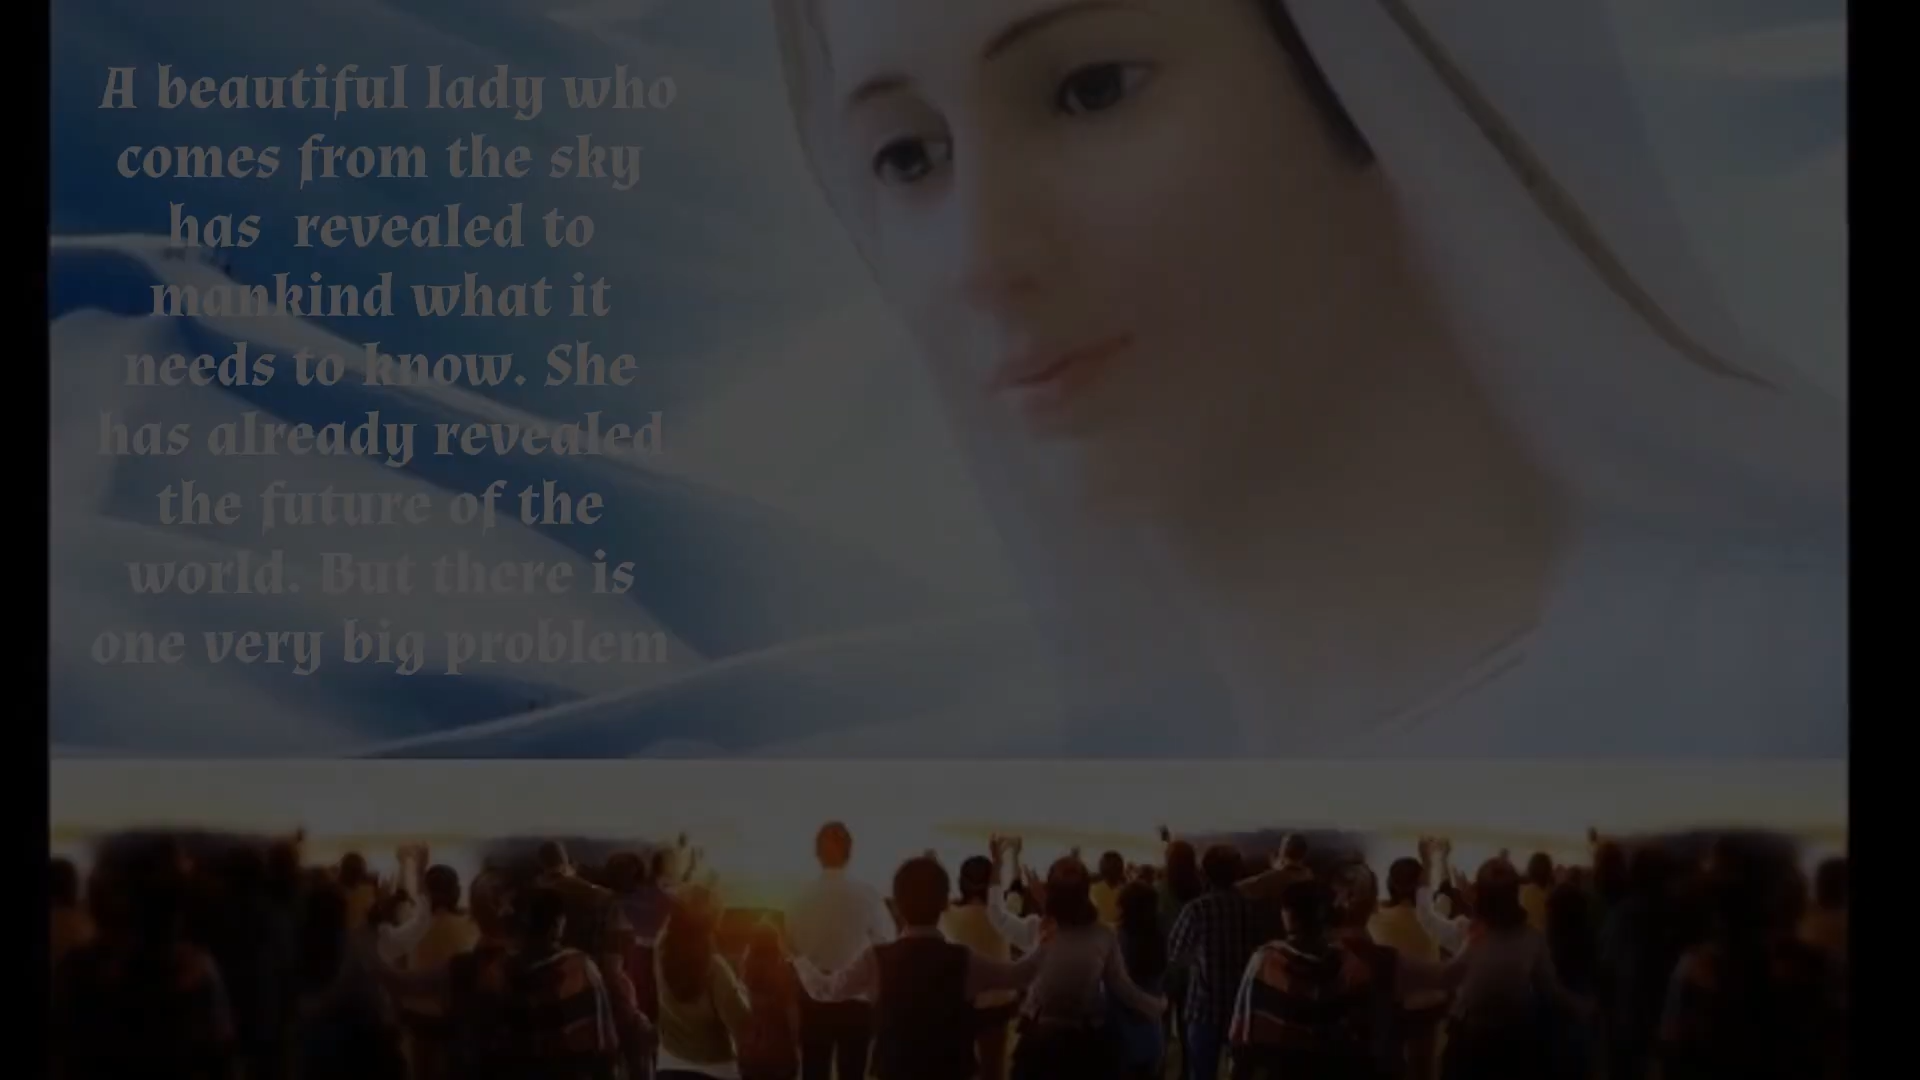 A beautiful lady who
comes from the sky
has revealed to
mankind what it
needs to know. She
has already revealed
the future of the
world. But there is
one very big problem